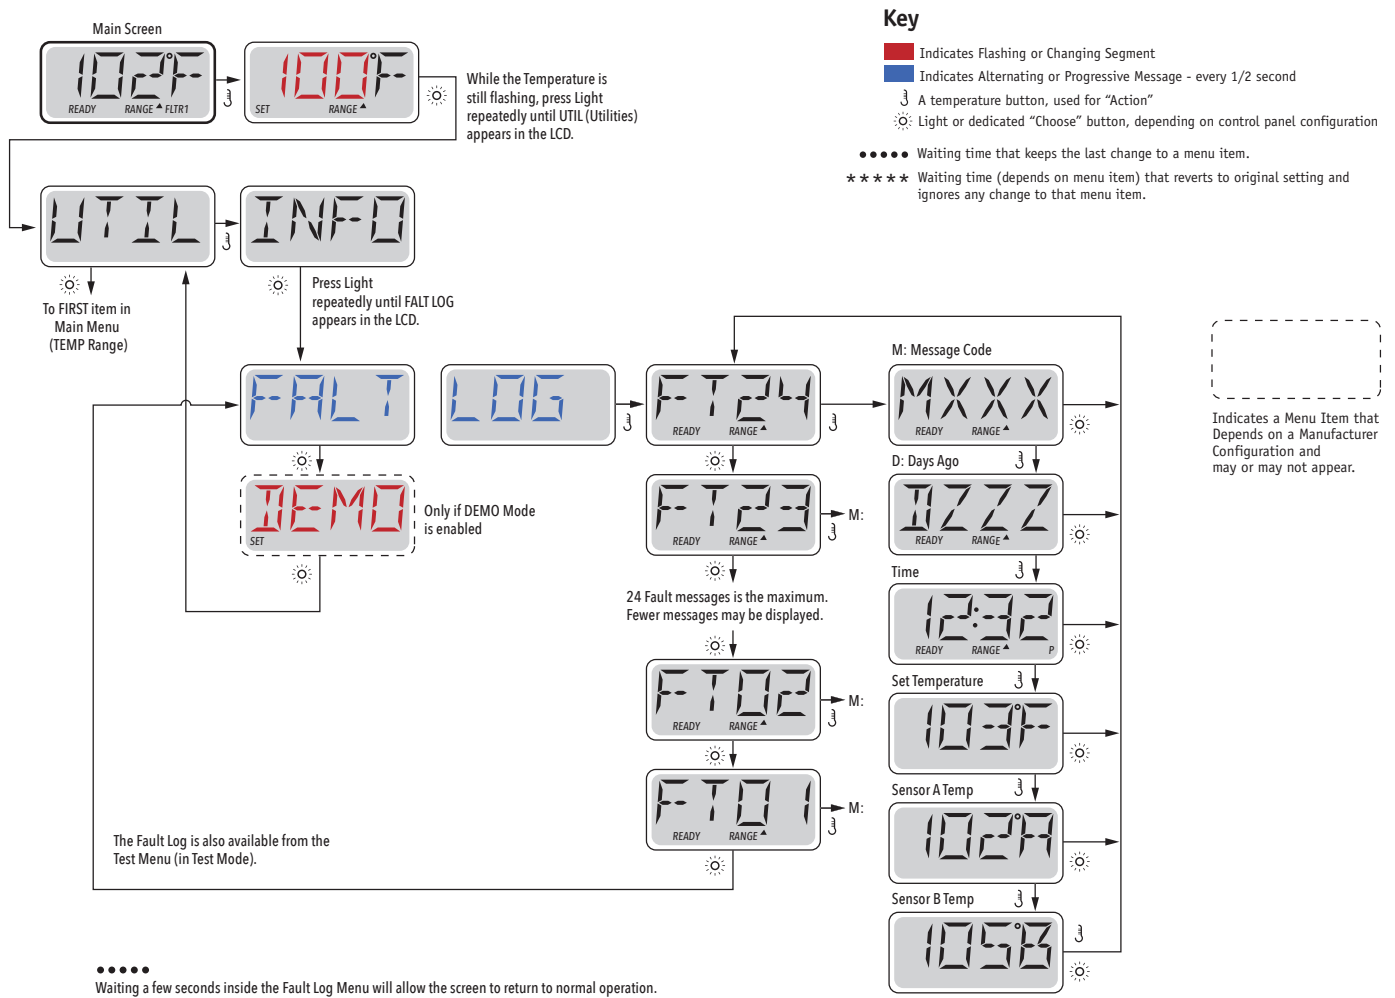 Main Screen
102°F
READY RANGE FLTR1
100°F
SET RANGE
While the Temperature is
still flashing, press Light
repeatedly until UTIL (Utilities)
appears in the LCD.
Key
Indicates Flashing or Changing Segment
Indicates Alternating or Progressive Message - every 1/2 second
A temperature button, used for “Action”
Light or dedicated “Choose” button, depending on control panel configuration
Waiting time that keeps the last change to a menu item.
***** Waiting time (depends on menu item) that reverts to original setting and
ignores any change to that menu item.
UTIL
INFO
To FIRST item in
Main Menu
(TEMP Range)
Press Light
repeatedly until FALT LOG
appears in the LCD.
FALT
LOG
FT24
READY RANGE
M: Message Code
MXXX
READY RANGE
Indicates a Menu Item that
Depends on a Manufacturer
Configuration and
may or may not appear.
DEMO
SET
Only if DEMO Mode
is enabled
FT23
READY RANGE
M:
D: Days Ago
DZZZ
READY RANGE
24 Fault messages is the maximum.
Fewer messages may be displayed.
Time
12:32
READY RANGE P
FT02
READY RANGE
M:
Set Temperature
103°F
FT01
READY RANGE
M:
Sensor A Temp
102°A
The Fault Log is also available from the
Test Menu (in Test Mode).
Sensor B Temp
105°B
Waiting a few seconds inside the Fault Log Menu will allow the screen to return to normal operation.